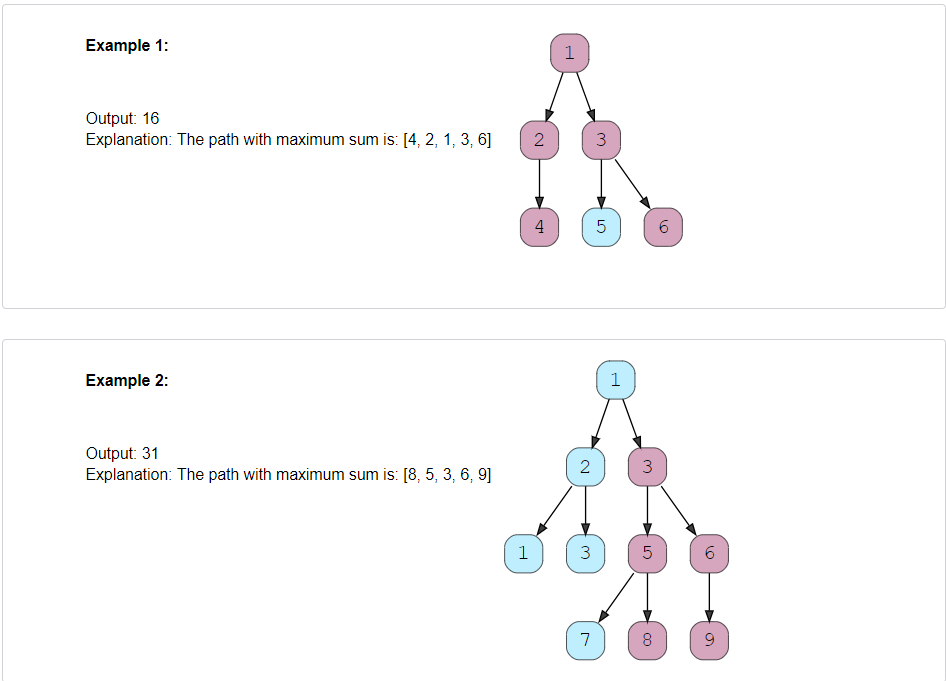 Example 1:
Output: 16
Explanation: The path with maximum sum is: [4, 2, 1, 3, 6]
1
2 3
4 5 6
Example 2:
Output: 31
Explanation: The path with maximum sum is: [8, 5, 3, 6, 9]
1
2 3
1 3 5 6
7 8 9